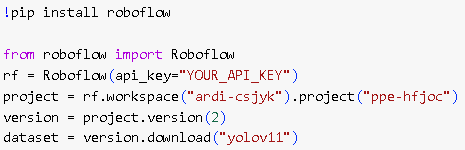 !pip install roboflow
from roboflow import Roboflow
rf = Roboflow(api_key="YOUR_API_KEY")
project = rf.workspace("ardi-csjyk").project("ppe-hfjoc")
version = project.version(2)
dataset = version.download("yolov11")